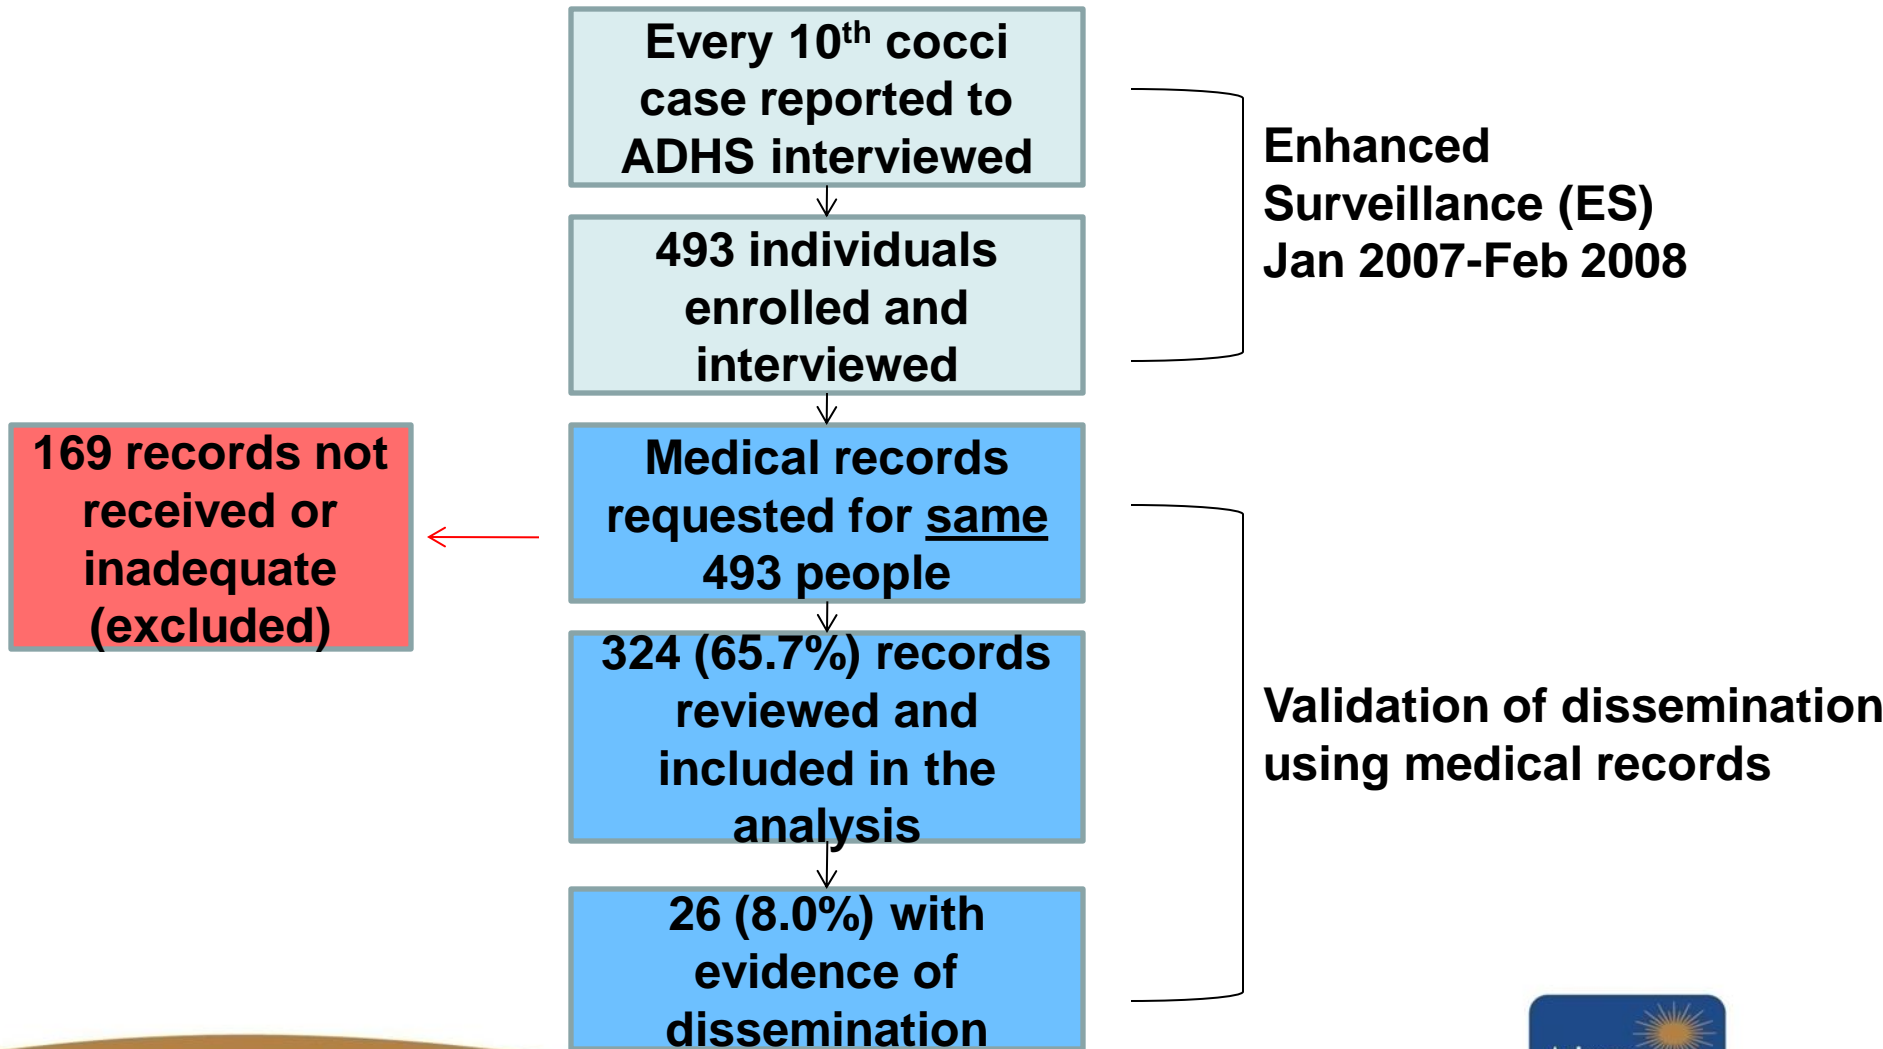 Every 10th cocci
case reported to
ADHS interviewed
493 individuals
enrolled and
interviewed
Enhanced
Surveillance (ES)
Jan 2007-Feb 2008
169 records not
received or
inadequate
(excluded)
Medical records
requested for same
493 people
324 (65.7%) records
reviewed and
included in the
analysis
26 (8.0%) with
evidence of
dissemination
Validation of dissemination
using medical records